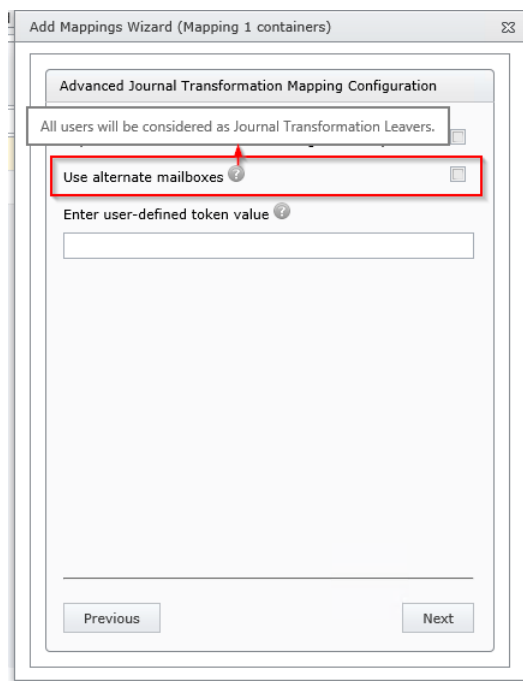 Add Mappings Wizard (Mapping 1 containers)
Advanced Journal Transformation Mapping Configuration
All users will be considered as Journal Transformation Leavers.
Use alternate mailboxes
Enter user-defined token value
Previous
Next